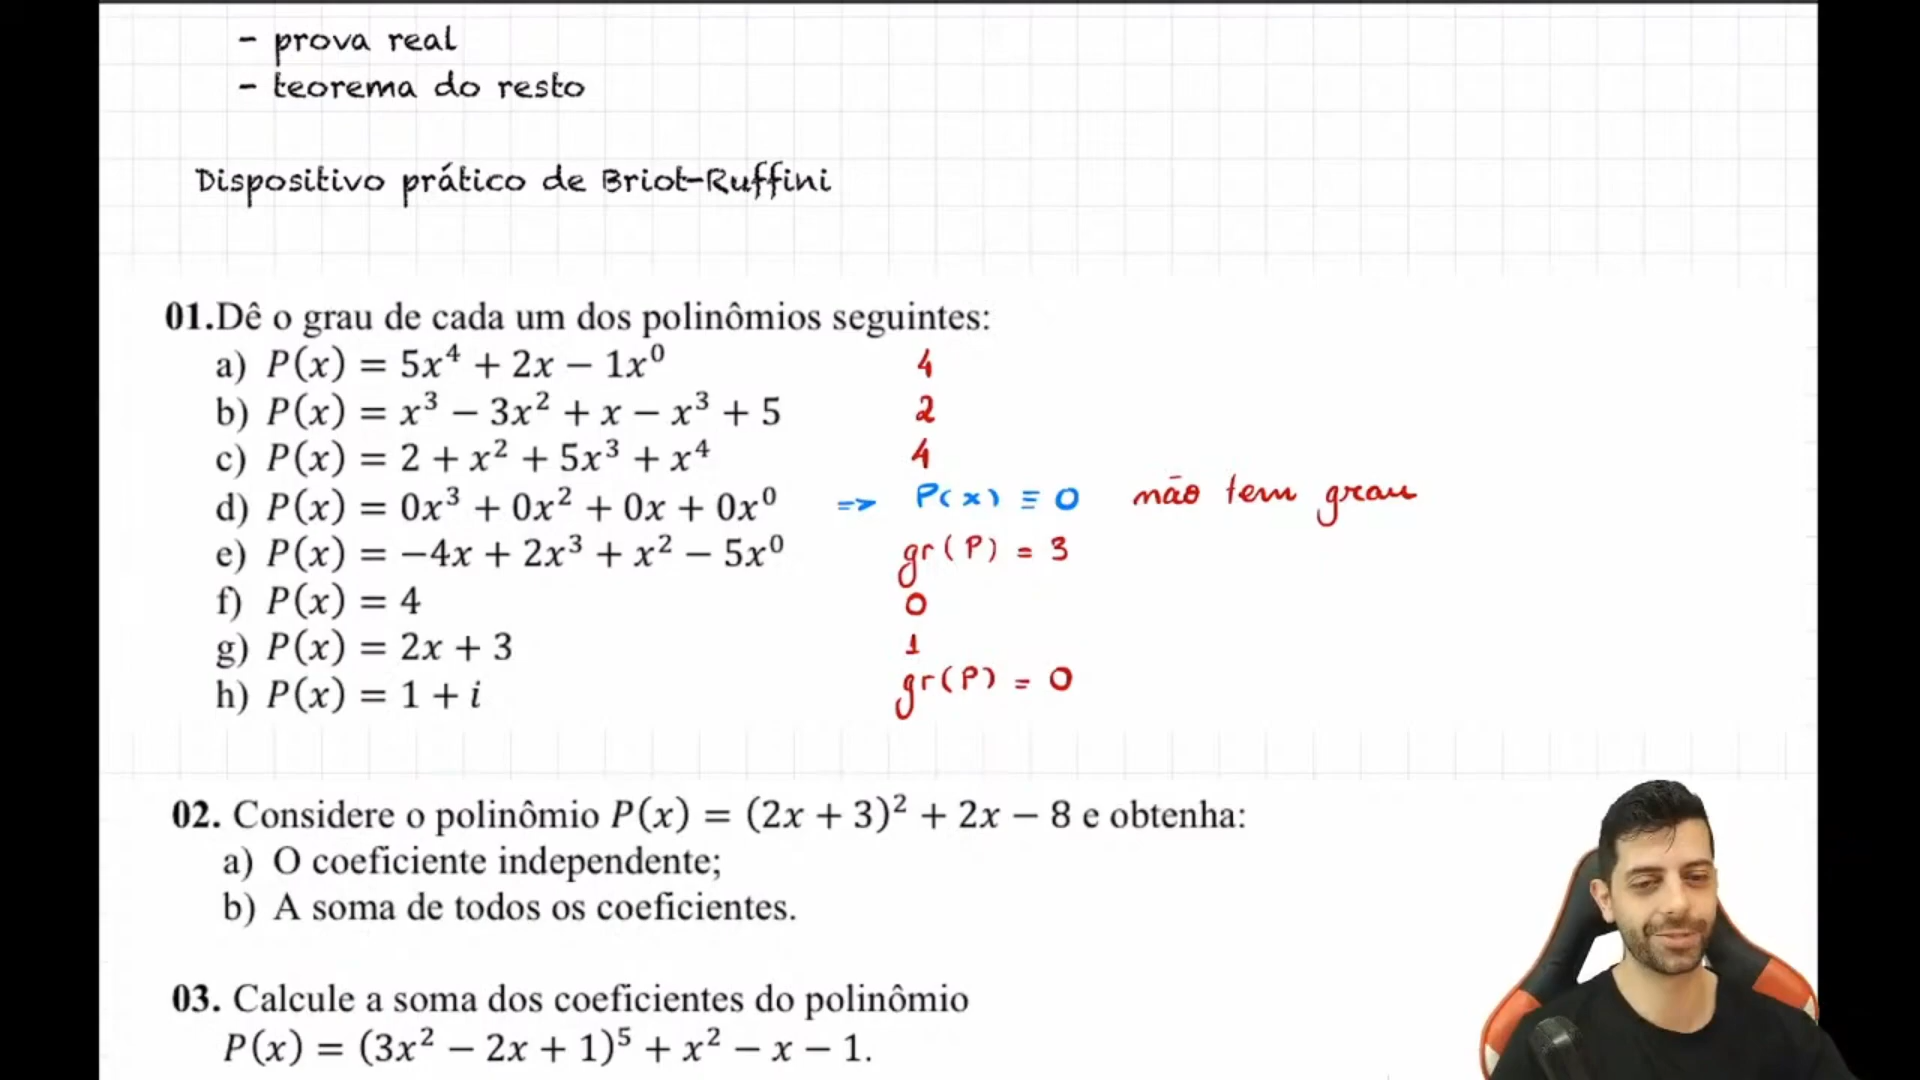 - prova real
- teorema do resto
Dispositivo prático de Briot-Ruffini
01.Dê o grau de cada um dos polinômios seguintes:
a) P(x) = 5x⁴ + 2x − 1x⁰ 4
b) P(x) = x³ − 3x² + x − x³ + 5 2
c) P(x) = 2 + x² + 5x³ + x⁴ 4
d) P(x) = 0x³ + 0x² + 0x + 0x⁰ => P(x) ≡ 0 não tem grau
e) P(x) = −4x + 2x³ + x² − 5x⁰ gr(P) = 3
f) P(x) = 4 0
g) P(x) = 2x + 3 1
h) P(x) = 1 + i gr(P) = 0
02. Considere o polinômio P(x) = (2x + 3)² + 2x − 8 e obtenha:
a) O coeficiente independente;
b) A soma de todos os coeficientes.
03. Calcule a soma dos coeficientes do polinômio
P(x) = (3x² − 2x + 1)⁵ + x² − x − 1.